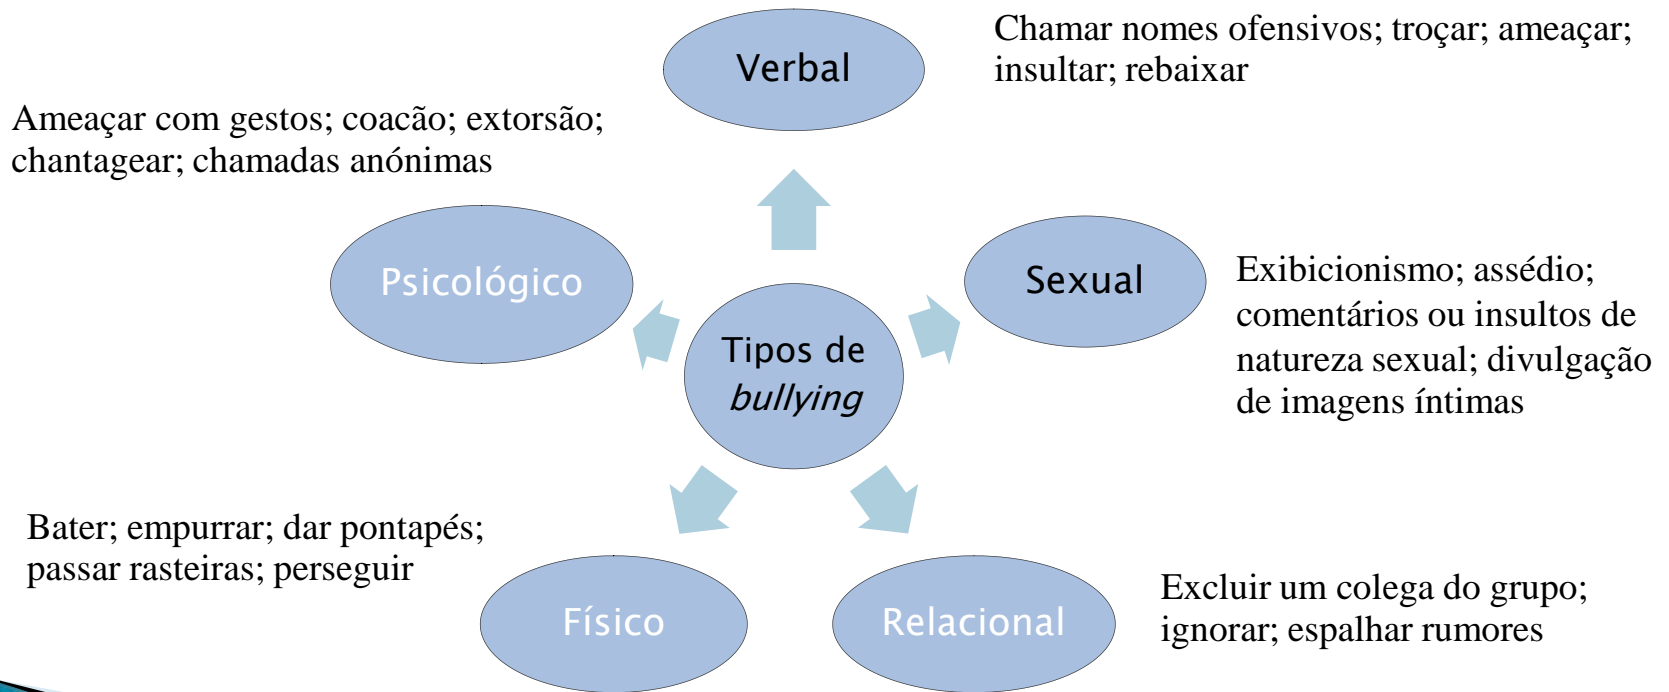 Verbal
Chamar nomes ofensivos; troçar; ameaçar;
insultar; rebaixar
Ameaçar com gestos; coacão; extorsão;
chantagear; chamadas anónimas
Psicológico
Sexual
Exibicionismo; assédio;
comentários ou insultos de
natureza sexual; divulgação
de imagens íntimas
Tipos de
bullying
Bater; empurrar; dar pontapés;
passar rasteiras; perseguir
Físico
Relacional
Excluir um colega do grupo;
ignorar; espalhar rumores